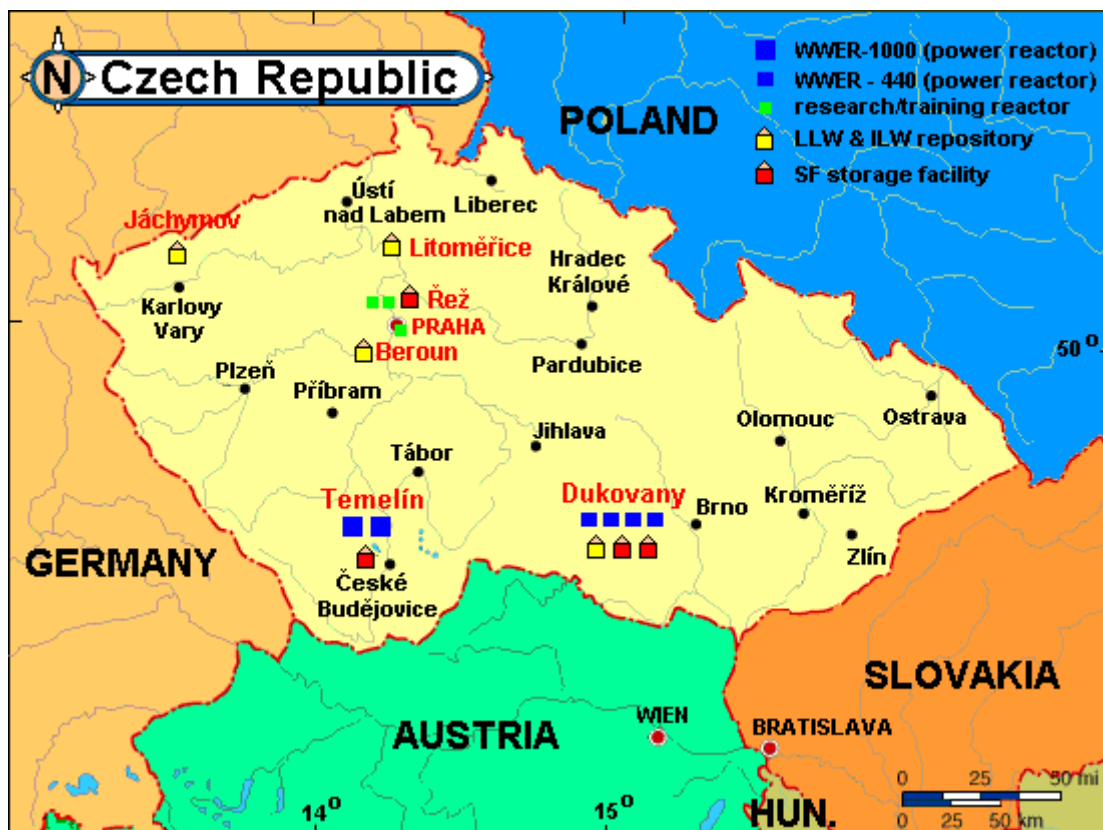 N Czech Republic
WWER-1000 (power reactor)
WWER - 440 (power reactor)
research/training reactor
LLW & ILW repository
SF storage facility
POLAND
Ústí
nad Labem
Liberec
Jáchymov
Litoměřice
Hradec
Králové
Karlovy
Vary
Řež
PRAHA
Beroun
Pardubice
50 o
Plzeň
Příbram
Ostrava
Olomouc
Jihlava
Tábor
Temelín
Dukovany
Brno
Kroměříž
Zlín
GERMANY
České
Budějovice
SLOVAKIA
AUSTRIA
WIEN
BRATISLAVA
0 25 50 mi
0 25 50 km
HUN.
14 o
15 o